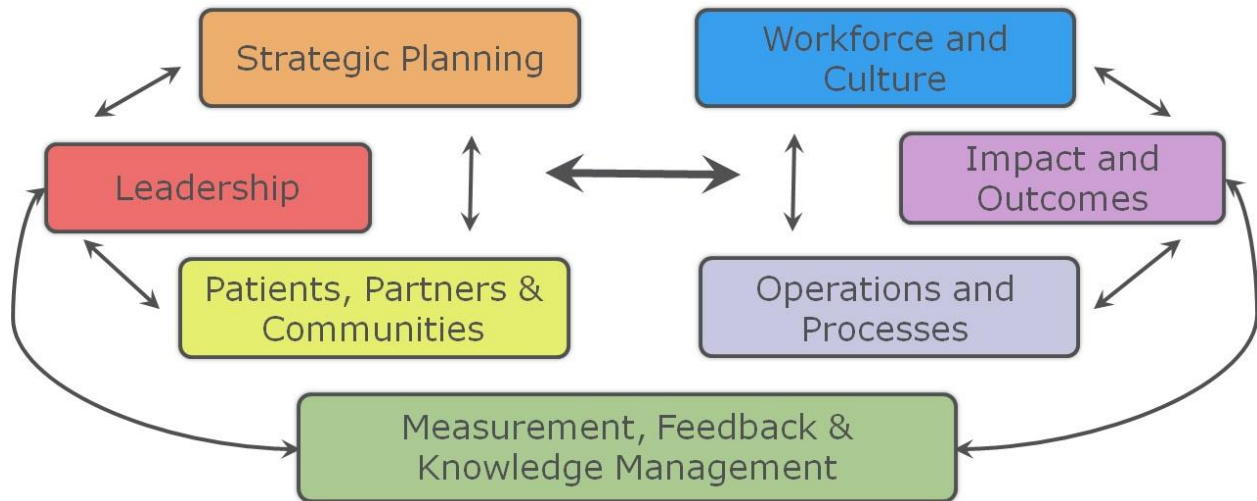 Strategic Planning
Workforce and
Culture
Leadership
Impact and
Outcomes
Patients, Partners &
Communities
Operations and
Processes
Measurement, Feedback &
Knowledge Management